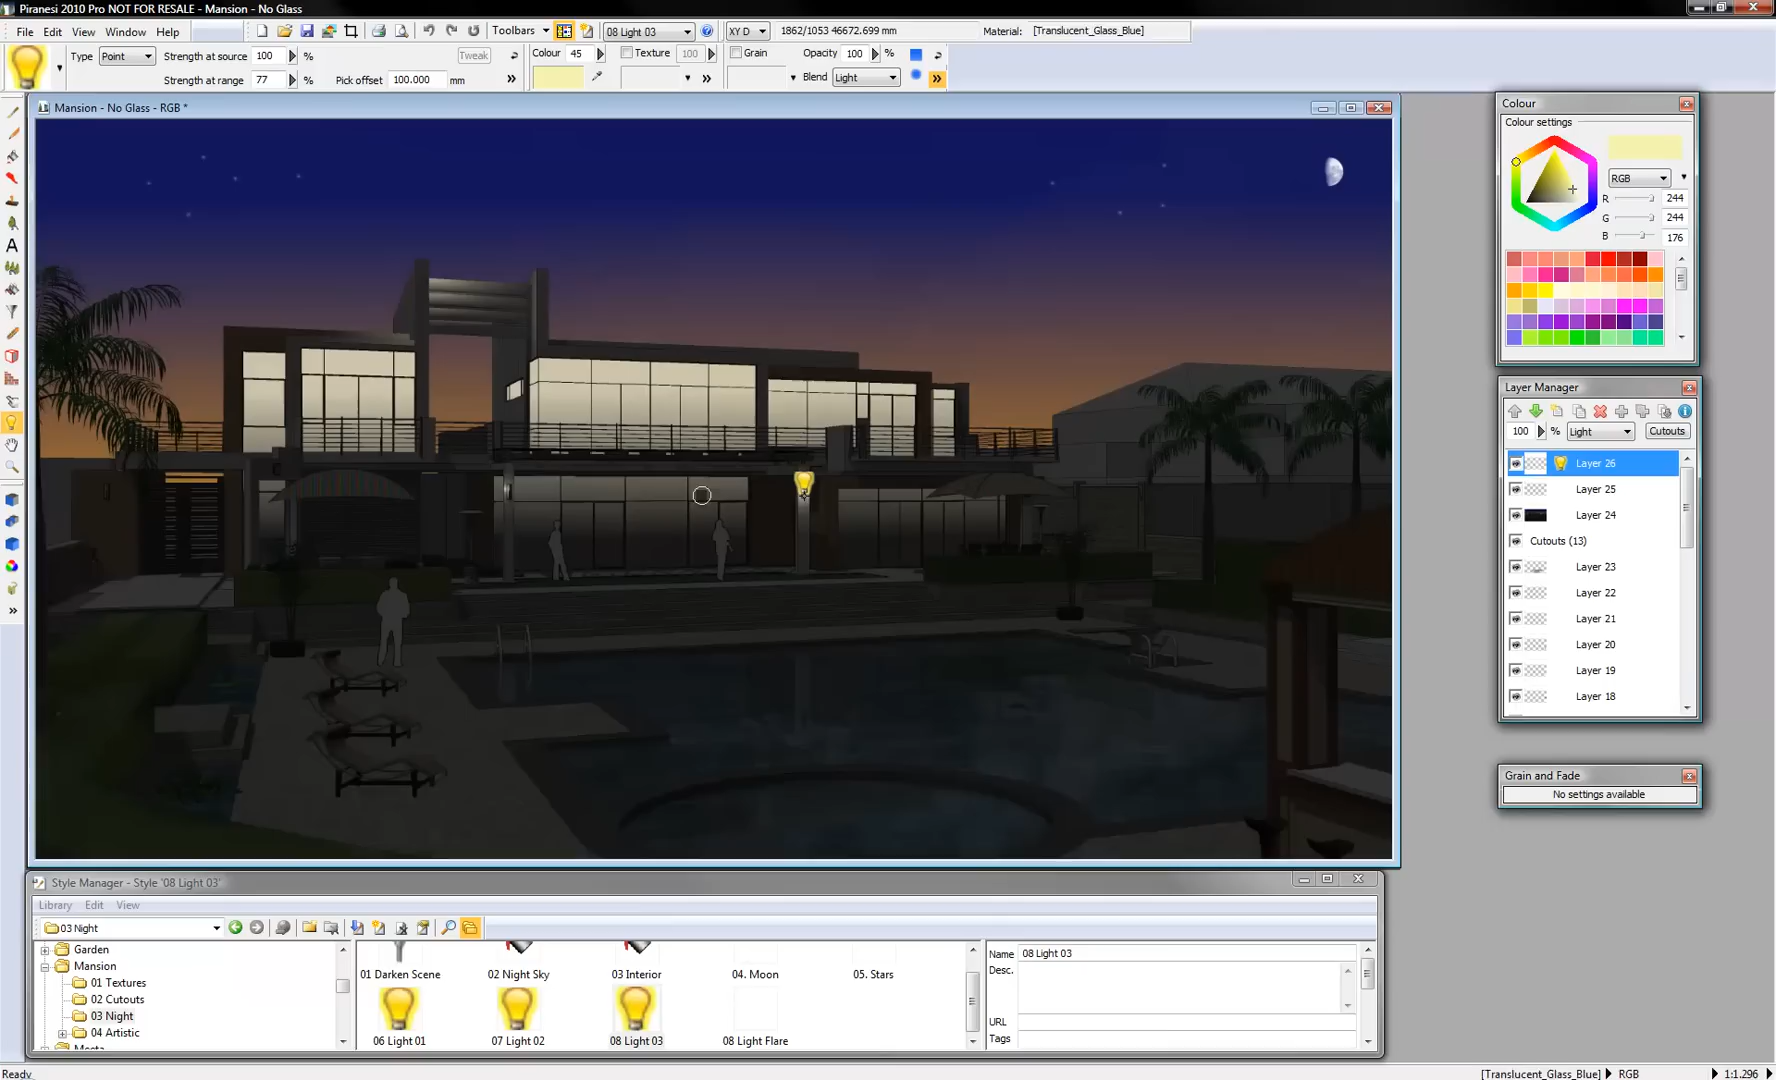 Piranesi 2010 Pro NOT FOR RESALE - Mansion - No Glass
File Edit View Window Help
Toolbars
08 Light 03
XY D
1862/1053 46672.699 mm
Material: [Translucent_Glass_Blue]
Type Point Strength at source 100 % Tweak
Colour 45 Texture 100 Grain Opacity 100 %
Strength at range 77 % Pick offset 100.000 mm
Blend Light
Mansion - No Glass - RGB *
A
Colour
Colour settings
RGB
R 244
G 244
B 176
Layer Manager
100 % Light Cutouts
Layer 26
Layer 25
Layer 24
Cutouts (13)
Layer 23
Layer 22
Layer 21
Layer 20
Layer 19
Layer 18
Grain and Fade
No settings available
Style Manager - Style '08 Light 03'
Library Edit View
03 Night
Garden
Mansion
01 Textures
02 Cutouts
03 Night
04 Artistic
01 Darken Scene
02 Night Sky
03 Interior
04. Moon
05. Stars
06 Light 01
07 Light 02
08 Light 03
08 Light Flare
Name 08 Light 03
Desc.
URL
Tags
Ready
[Translucent_Glass_Blue] RGB 1:1.296